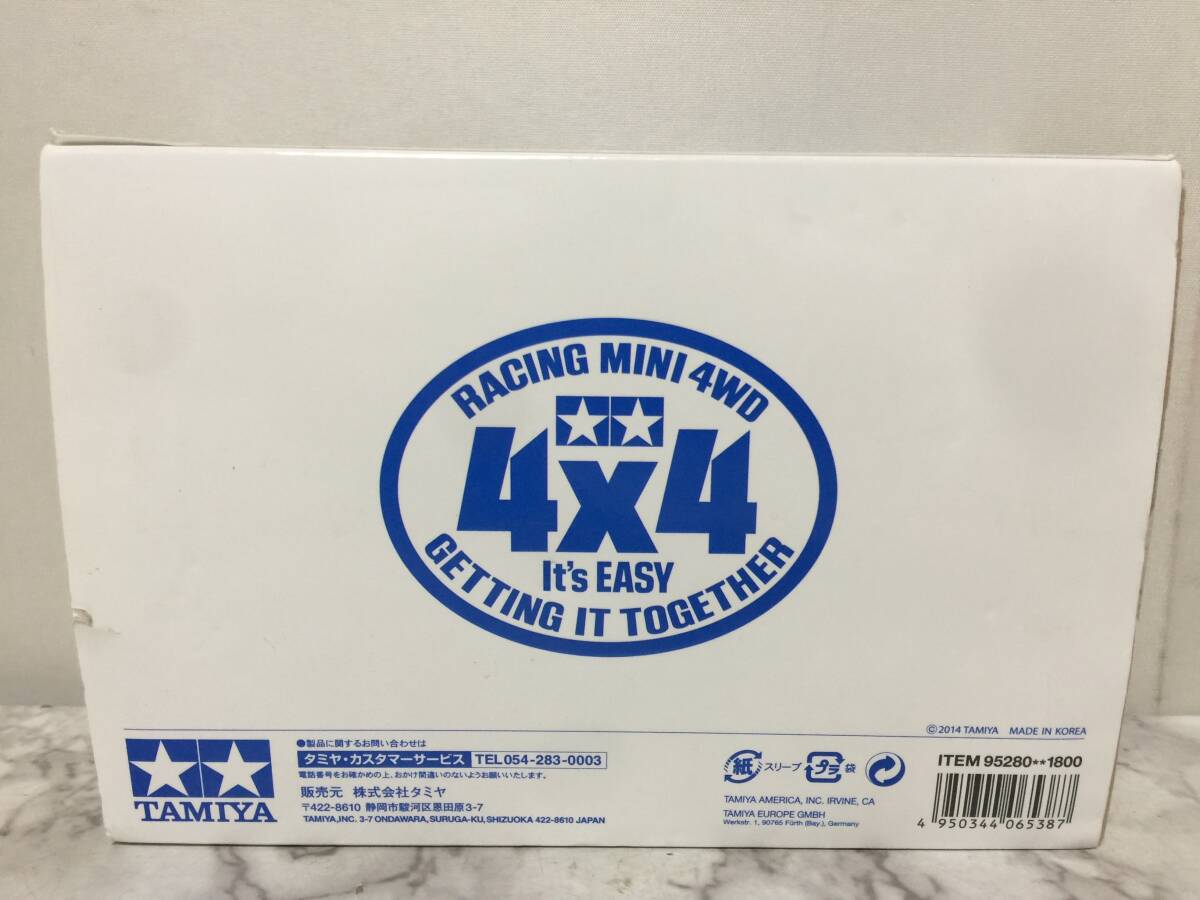 RACING MINI 4WD
4x4
It's EASY
GETTING IT TOGETHER
©2014 TAMIYA MADE IN KOREA
TAMIYA
●製品に関するお問い合わせは
タミヤ・カスタマーサービス TEL 054-283-0003
電話番号をお確かめの上、おかけ間違いのないようお願いいたします。
販売元 株式会社タミヤ
〒422-8610 静岡市駿河区恩田原3-7
TAMIYA,INC. 3-7 ONDAWARA, SURUGA-KU, SHIZUOKA 422-8610 JAPAN
紙 スリーブ プラ 袋
TAMIYA AMERICA, INC. IRVINE, CA
TAMIYA EUROPE GMBH
Werkstr. 1, 90765 Fürth (Bay.), Germany
ITEM 95280**1800
4 950344 065387